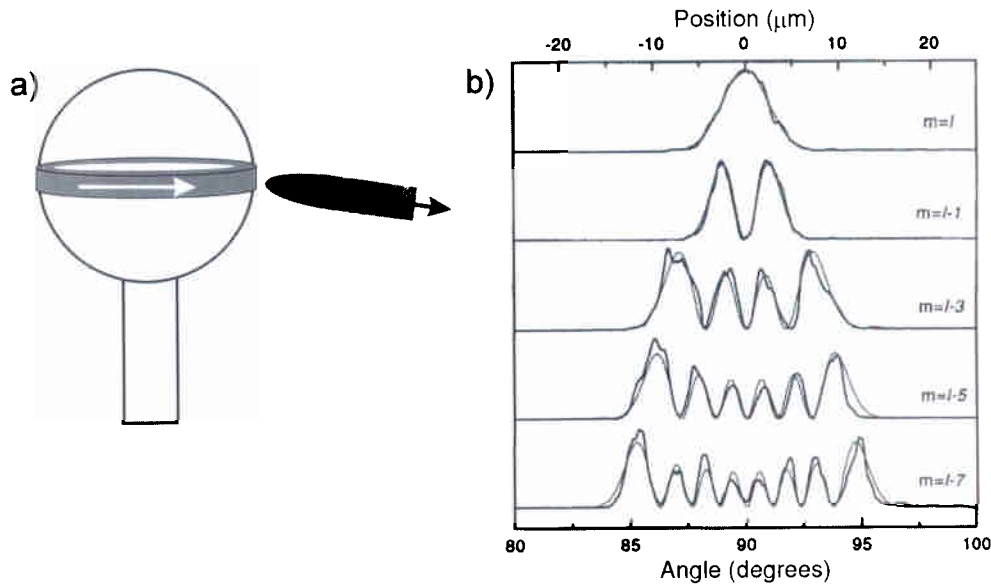 a)
b)
Position (μm)
-20 -10 0 10 20
m=l
m=l-1
m=l-3
m=l-5
m=l-7
80 85 90 95 100
Angle (degrees)